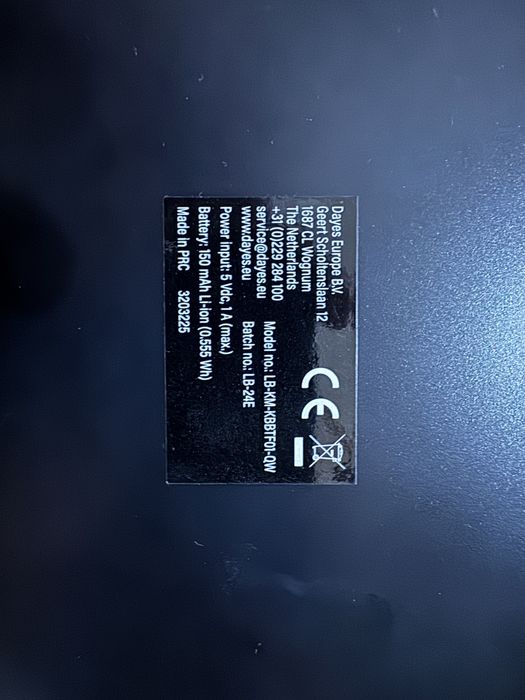 Dayes Europe B.V.
Geert Scholtenslaan 12
1687 CL Wognum
The Netherlands
+31 (0)229 284 100
service@dayes.eu Model no.: LB-KM-KBBTF01-QW
www.dayes.eu Batch no.: LB-24E
Power input: 5 Vdc, 1 A (max.)
Battery: 150 mAh Li-ion (0.555 Wh)
Made in PRC 3203225
CE